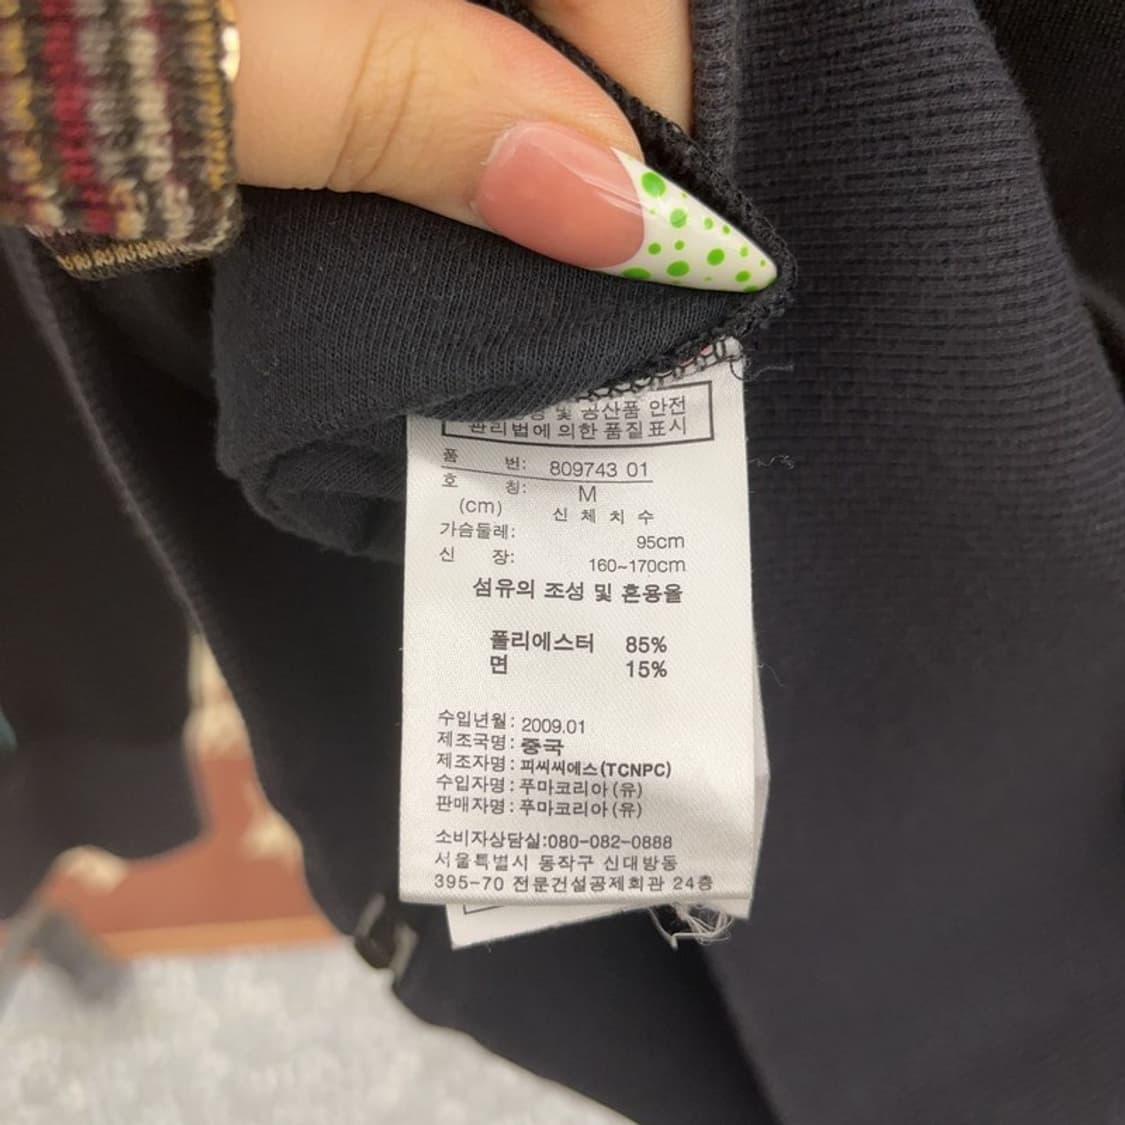 및 공산품 안전
관리법에 의한 품질표시
품 번: 809743 01
호 칭: M
(cm) 신 체 치 수
가슴둘레: 95cm
신 장: 160~170cm
섬유의 조성 및 혼용율
폴리에스터 85%
면 15%
수입년월: 2009.01
제조국명: 중국
제조자명: 피씨씨에스(TCNPC)
수입자명: 푸마코리아(유)
판매자명: 푸마코리아(유)
소비자상담실:080-082-0888
서울특별시 동작구 신대방동
395-70 전문건설공제회관 24층